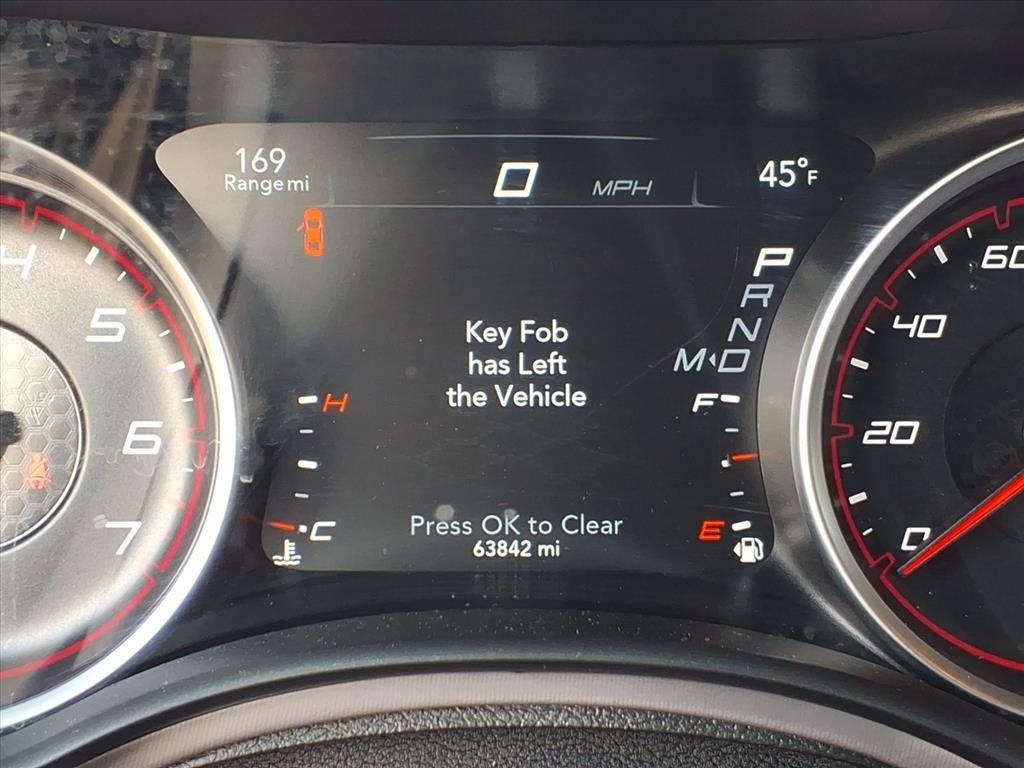 169
Range mi
0 MPH
45°F
P
R
N
M D
Key Fob
has Left
the Vehicle
H
C
F
E
Press OK to Clear
63842 mi
4
5
6
7
60
40
20
0